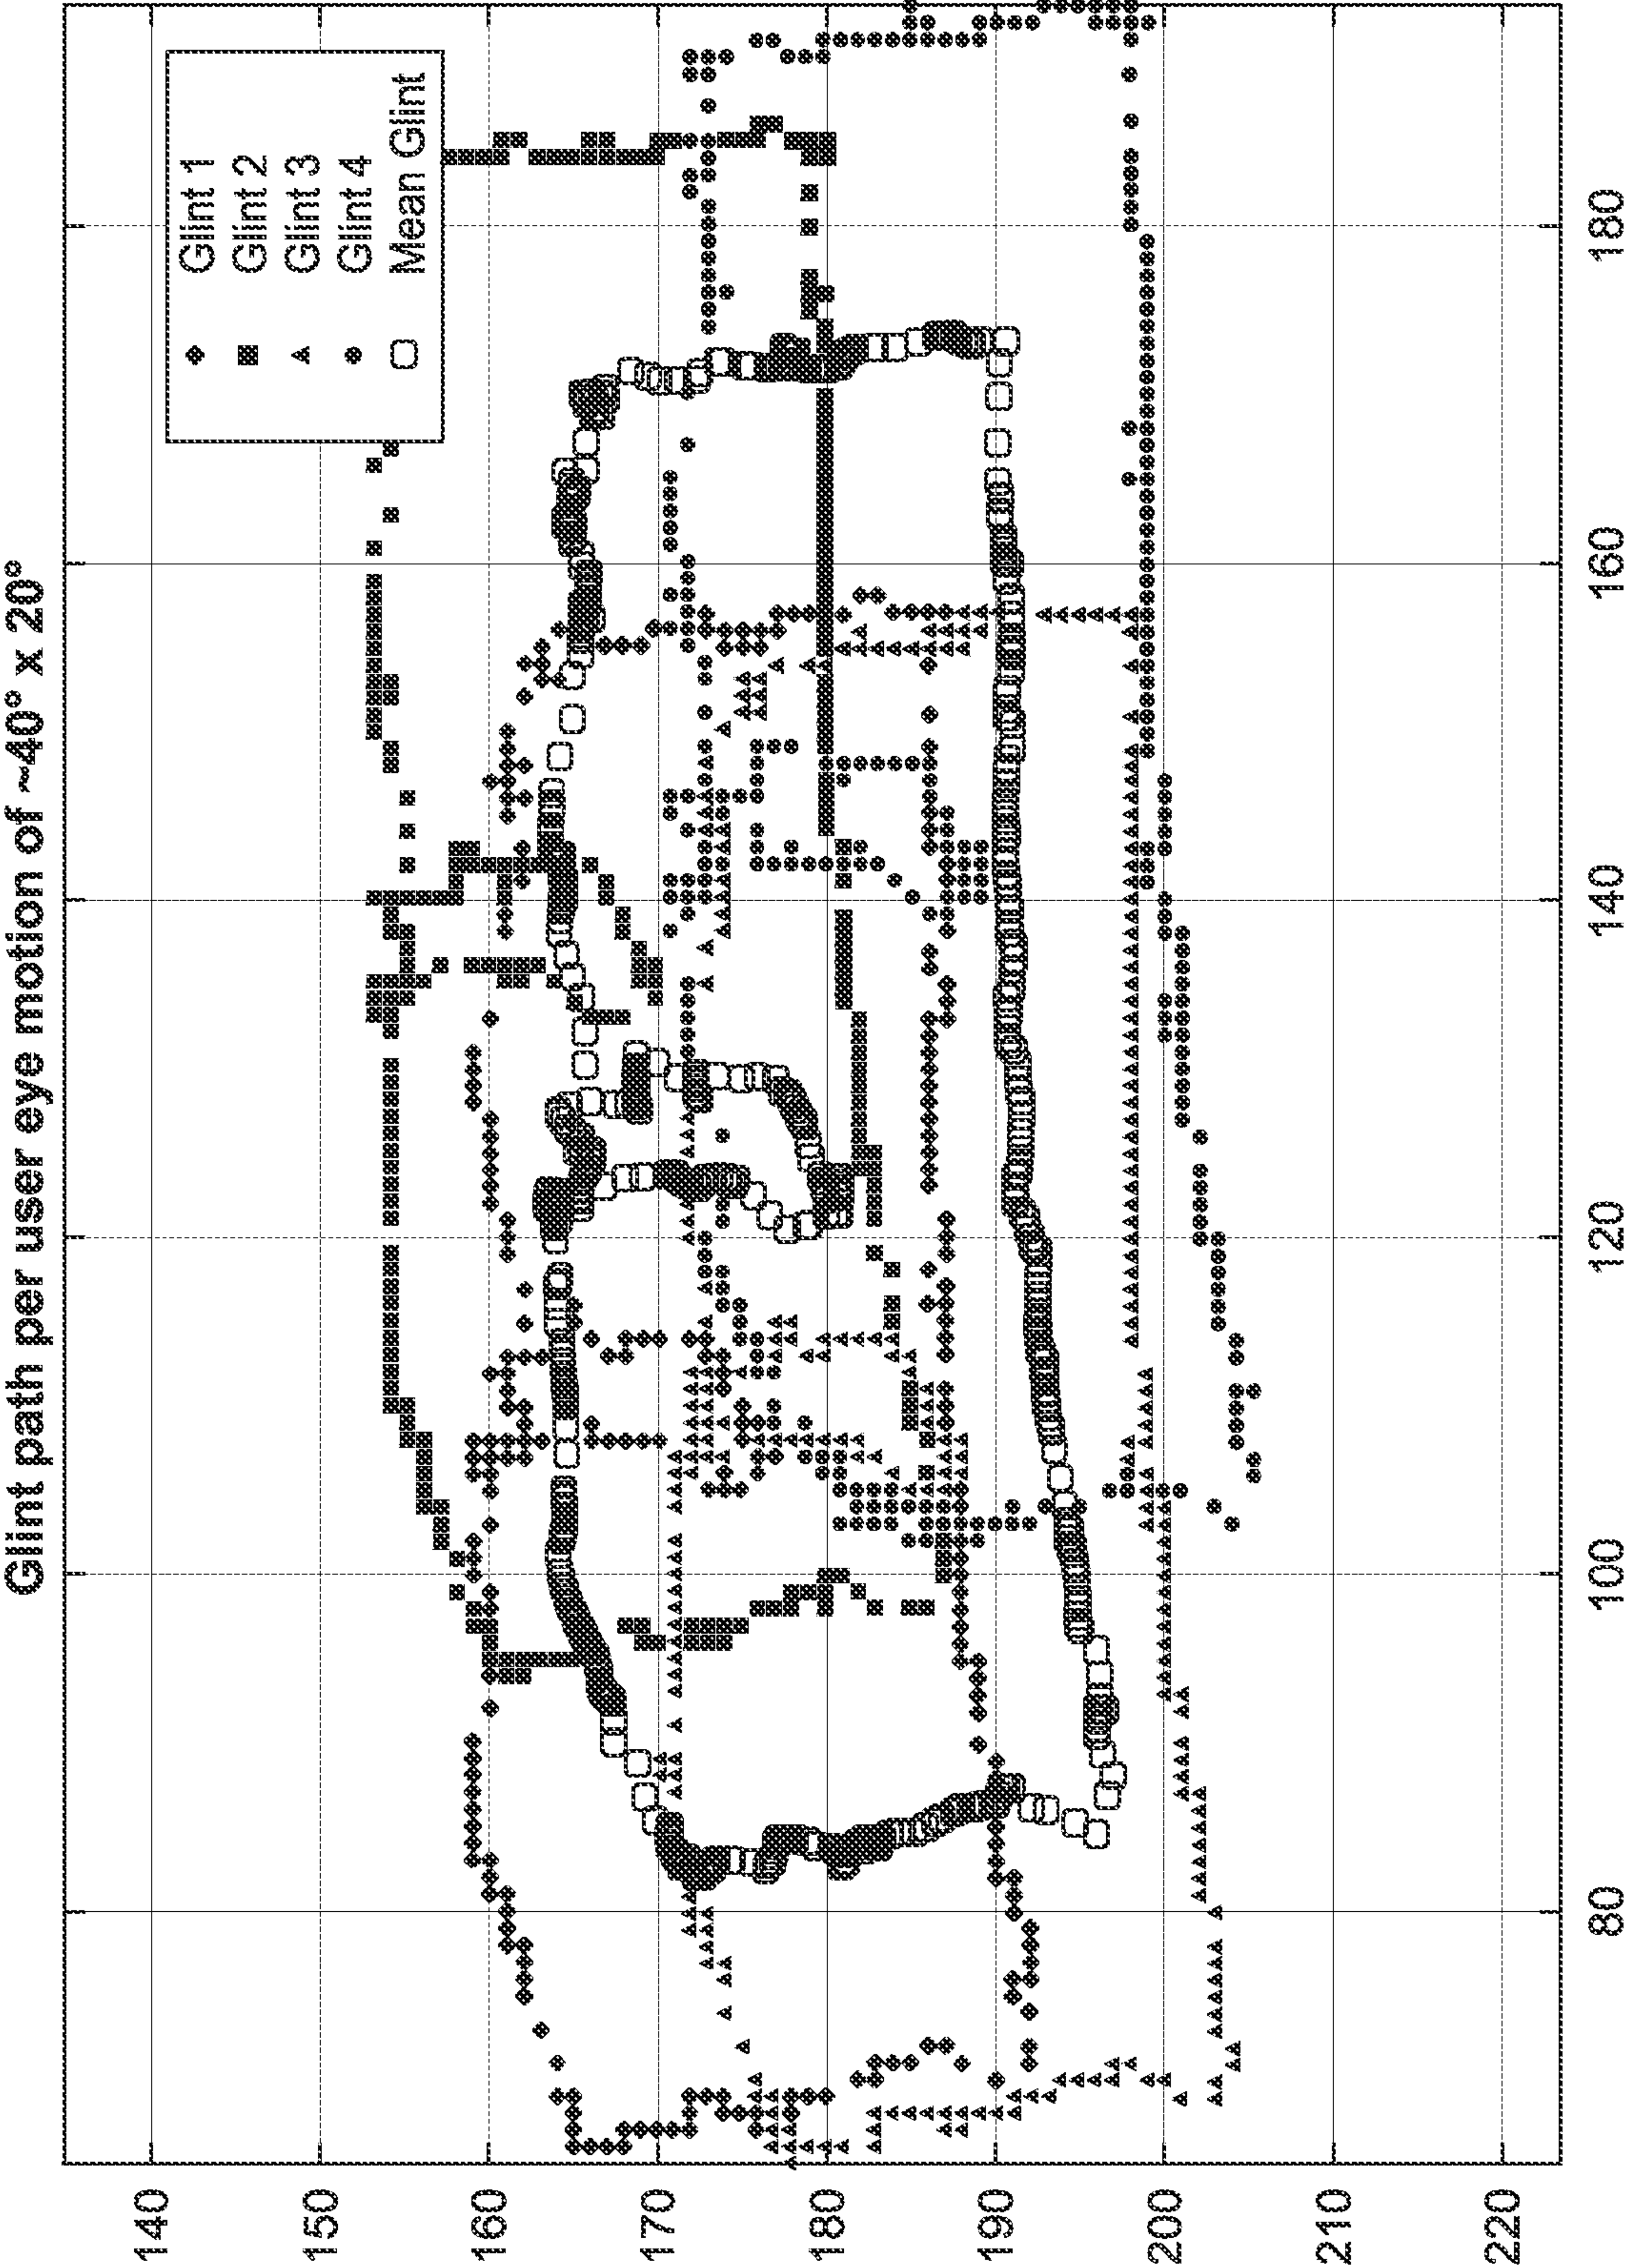 Glint path per user eye motion of ~40° x 20°
Glint 1
Glint 2
Glint 3
Glint 4
Mean Glint
140
150
160
170
180
190
200
210
220
80
100
120
140
160
180